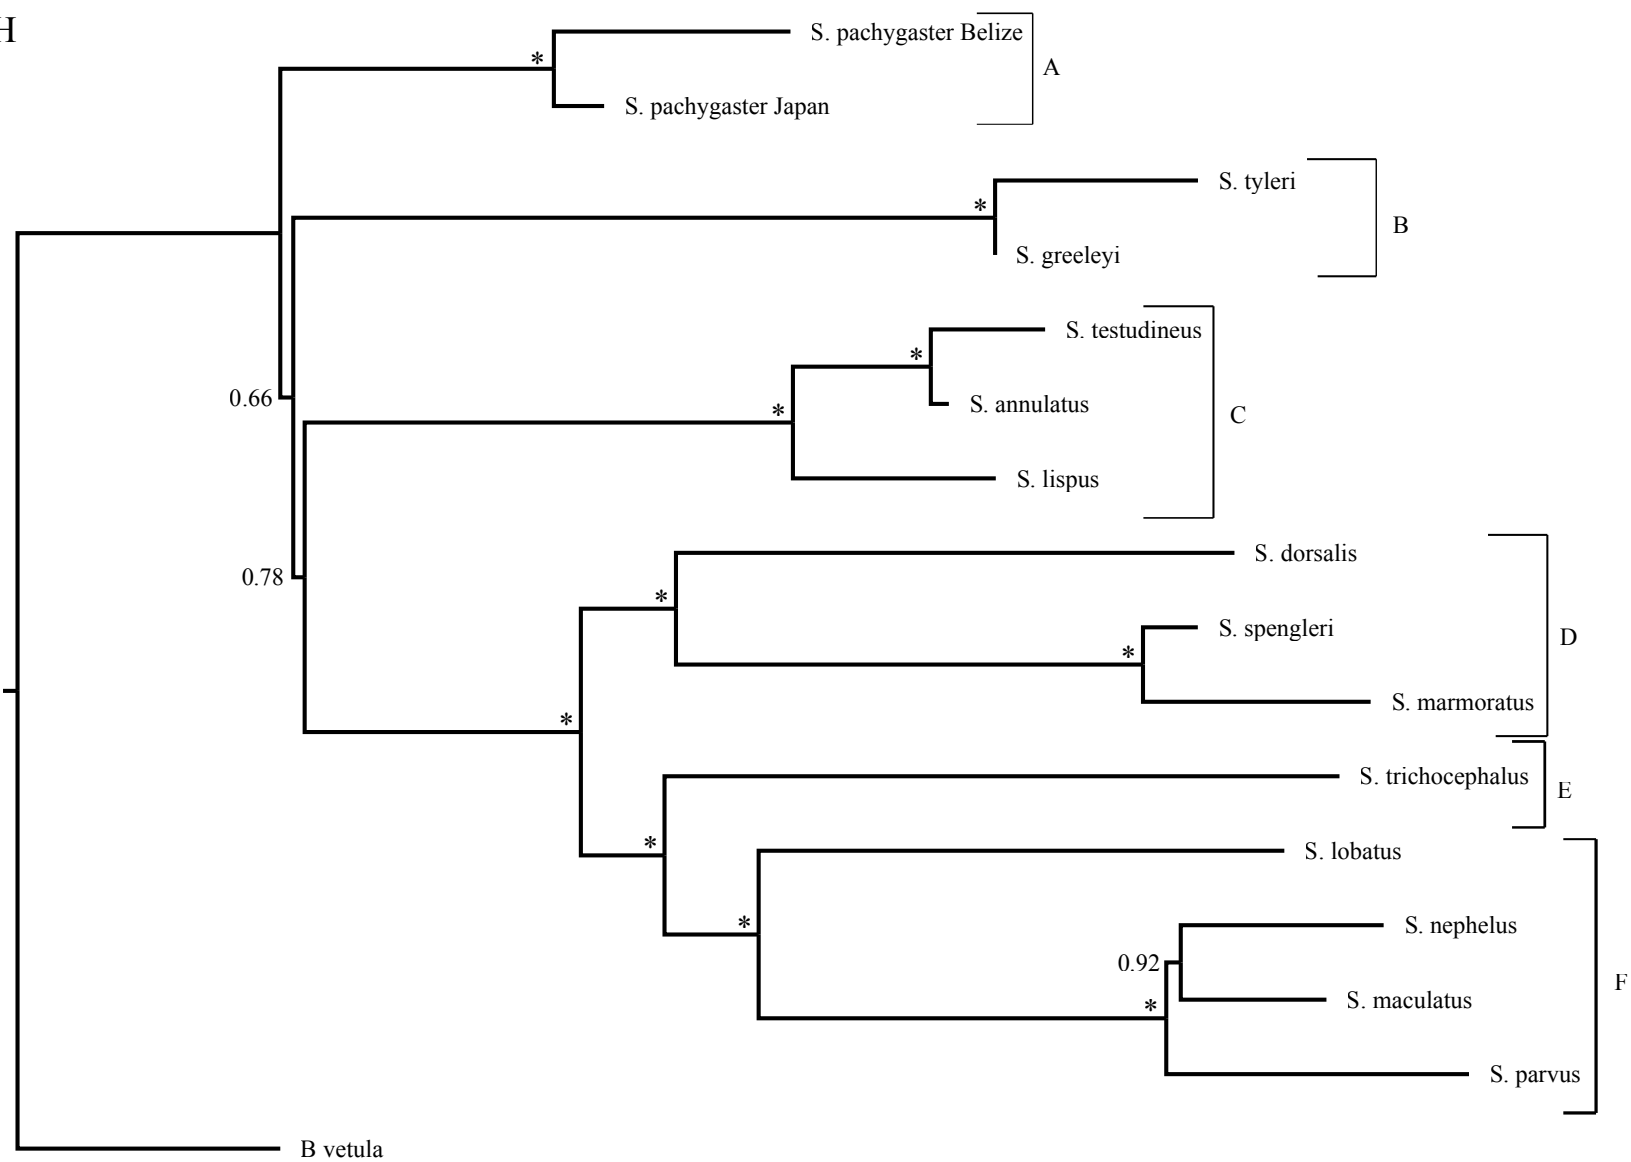 H
S. pachygaster Belize
*
A
S. pachygaster Japan
S. tyleri
*
B
S. greeleyi
S. testudineus
*
0.66
S. annulatus
*
C
S. lispus
S. dorsalis
0.78
*
S. spengleri
D
*
S. marmoratus
*
S. trichocephalus
E
*
S. lobatus
*
S. nephelus
0.92
F
S. maculatus
*
S. parvus
B vetula